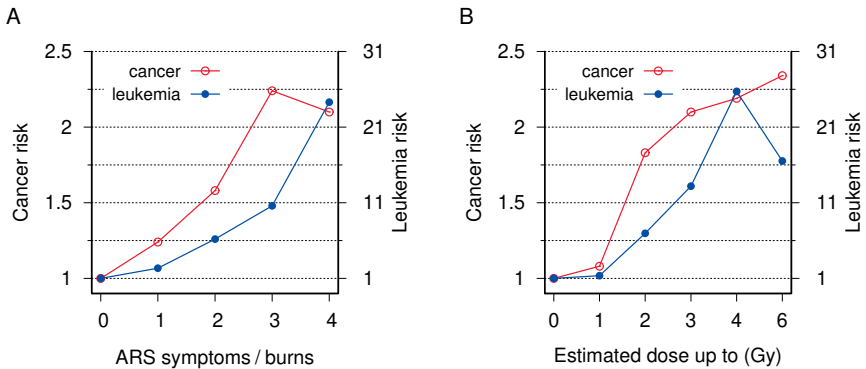 A
2.5
2
1.5
1
31
21
11
1
cancer
leukemia
Cancer risk
Leukemia risk
0 1 2 3 4
ARS symptoms / burns
B
2.5
2
1.5
1
31
21
11
1
cancer
leukemia
Cancer risk
Leukemia risk
0 1 2 3 4 6
Estimated dose up to (Gy)